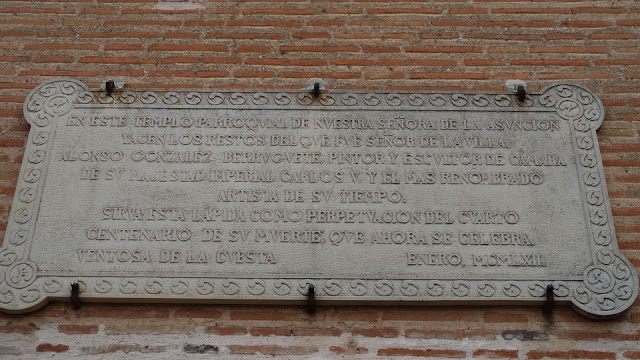 EN ESTE TEMPLO PARROQUIAL DE NVESTRA SEÑORA DE LA ASVNCION
YACEN LOS RESTOS DEL QVE FVE SEÑOR DE LA VILLA,
ALONSO GONZALEZ BERRVGVETE, PINTOR Y ESCVLTOR DE CAMARA
DE SV MAJESTAD IMPERIAL CARLOS V. Y EL MAS RENOMBRADO
ARTISTA DE SV TIEMPO.
SIRVA ESTA LÁPIDA COMO PERPETVACION DEL CVARTO
CENTENARIO DE SV MVERTE, QVE AHORA SE CELEBRA.
VENTOSA DE LA CVESTA ENERO, MCMLXII.